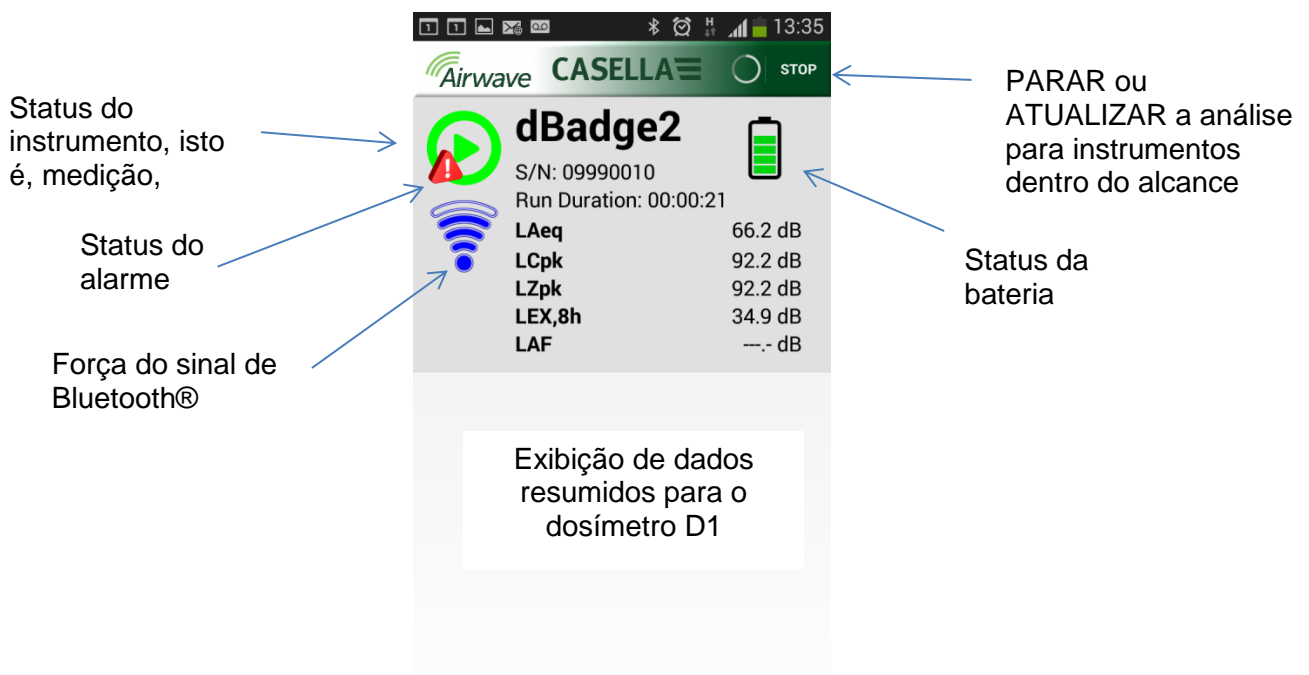 13:35
Airwave CASELLA STOP
Status do
instrumento, isto
é, medição,
Status do
alarme
Força do sinal de
Bluetooth®
dBadge2
S/N: 09990010
Run Duration: 00:00:21
LAeq 66.2 dB
LCpk 92.2 dB
LZpk 92.2 dB
LEX,8h 34.9 dB
LAF ---.- dB
Exibição de dados
resumidos para o
dosímetro D1
PARAR ou
ATUALIZAR a análise
para instrumentos
dentro do alcance
Status da
bateria